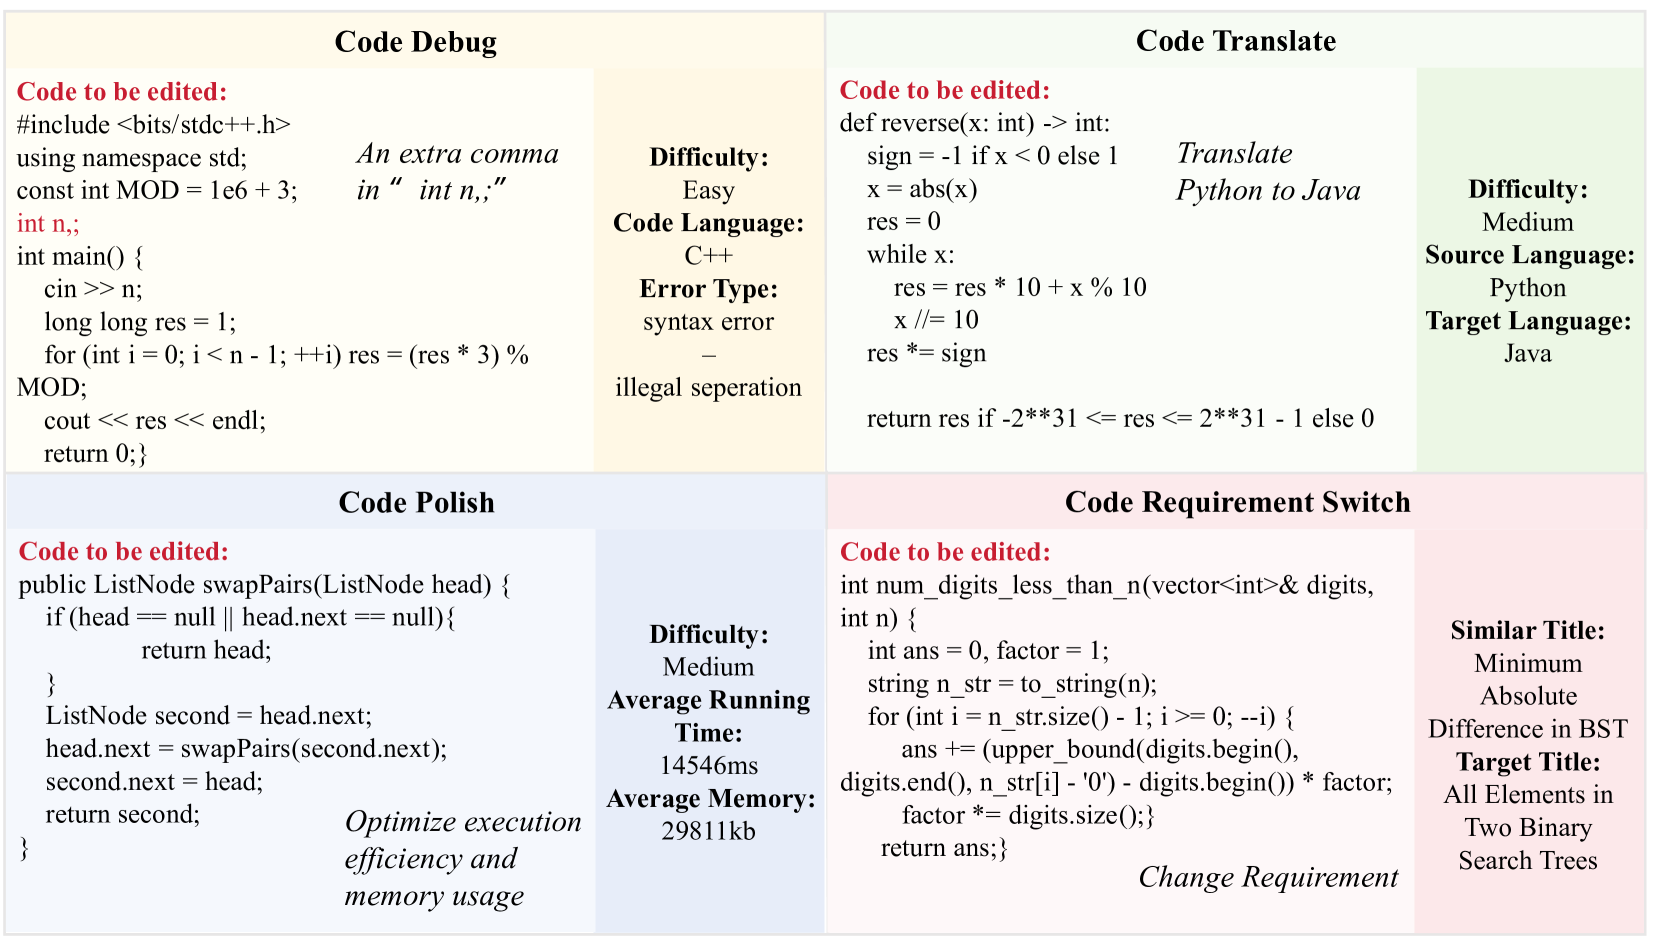 Code Debug
Code to be edited:
#include <bits/stdc++.h>
using namespace std;
const int MOD = 1e6 + 3;
int n,;
int main() {
cin >> n;
long long res = 1;
for (int i = 0; i < n - 1; ++i) res = (res * 3) %
MOD;
cout << res << endl;
return 0;}
An extra comma
in “ int n,;”
Difficulty:
Easy
Code Language:
C++
Error Type:
syntax error
–
illegal seperation
Code Translate
Code to be edited:
def reverse(x: int) -> int:
sign = -1 if x < 0 else 1
x = abs(x)
res = 0
while x:
res = res * 10 + x % 10
x //= 10
res *= sign
return res if -2**31 <= res <= 2**31 - 1 else 0
Translate
Python to Java
Difficulty:
Medium
Source Language:
Python
Target Language:
Java
Code Polish
Code to be edited:
public ListNode swapPairs(ListNode head) {
if (head == null || head.next == null){
return head;
}
ListNode second = head.next;
head.next = swapPairs(second.next);
second.next = head;
return second;
}
Optimize execution
efficiency and
memory usage
Difficulty:
Medium
Average Running
Time:
14546ms
Average Memory:
29811kb
Code Requirement Switch
Code to be edited:
int num_digits_less_than_n(vector<int>& digits,
int n) {
int ans = 0, factor = 1;
string n_str = to_string(n);
for (int i = n_str.size() - 1; i >= 0; --i) {
ans += (upper_bound(digits.begin(),
digits.end(), n_str[i] - '0') - digits.begin()) * factor;
factor *= digits.size();}
return ans;}
Change Requirement
Similar Title:
Minimum
Absolute
Difference in BST
Target Title:
All Elements in
Two Binary
Search Trees